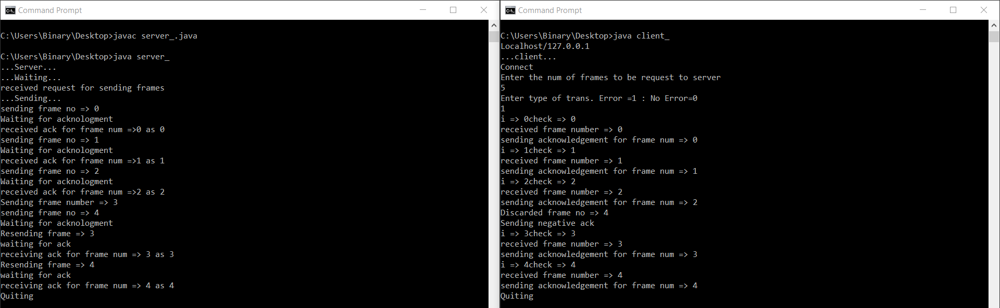 Command Prompt
C:\Users\Binary\Desktop>javac server_.java
C:\Users\Binary\Desktop>java server_
...Server...
...Waiting...
received request for sending frames
...Sending...
sending frame no => 0
Waiting for acknologment
received ack for frame num =>0 as 0
sending frame no => 1
Waiting for acknologment
received ack for frame num =>1 as 1
sending frame no => 2
Waiting for acknologment
received ack for frame num =>2 as 2
Sending frame number => 3
sending frame no => 4
Waiting for acknologment
Resending frame => 3
waiting for ack
receiving ack for frame num => 3 as 3
Resending frame => 4
waiting for ack
receiving ack for frame num => 4 as 4
Quiting
Command Prompt
C:\Users\Binary\Desktop>java client_
Localhost/127.0.0.1
...client...
Connect
Enter the num of frames to be request to server
5
Enter type of trans. Error =1 : No Error=0
1
i => 0check => 0
received frame number => 0
sending acknowledgement for frame num => 0
i => 1check => 1
received frame number => 1
sending acknowledgement for frame num => 1
i => 2check => 2
received frame number => 2
sending acknowledgement for frame num => 2
Discarded frame no => 4
Sending negative ack
i => 3check => 3
received frame number => 3
sending acknowledgement for frame num => 3
i => 4check => 4
received frame number => 4
sending acknowledgement for frame num => 4
Quiting